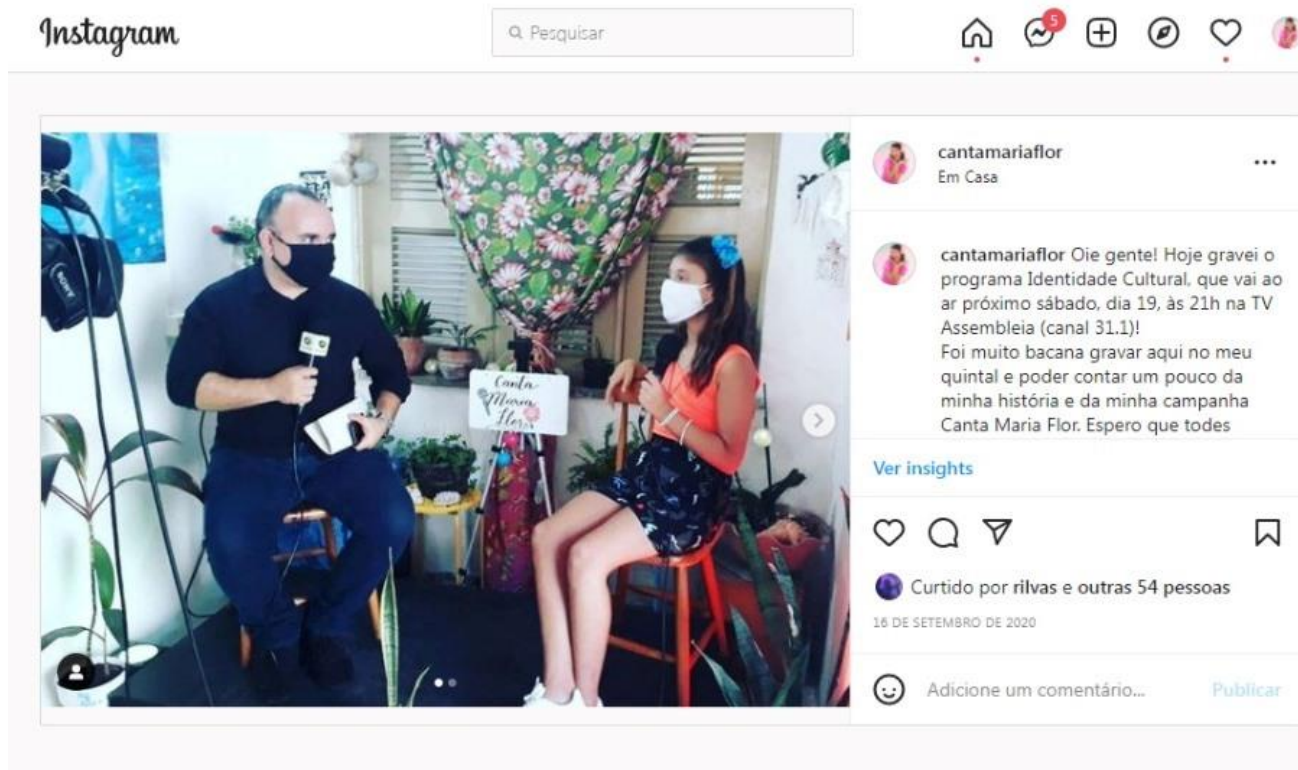 Instagram
Pesquisar
5
cantamariaflor
Em Casa
SONY
Canta
Maria
Flor
cantamariaflor Oie gente! Hoje gravei o
programa Identidade Cultural, que vai ao
ar próximo sábado, dia 19, às 21h na TV
Assembleia (canal 31.1)!
Foi muito bacana gravar aqui no meu
quintal e poder contar um pouco da
minha história e da minha campanha
Canta Maria Flor. Espero que todes
Ver insights
Curtido por rilvas e outras 54 pessoas
16 DE SETEMBRO DE 2020
Adicione um comentário...
Publicar